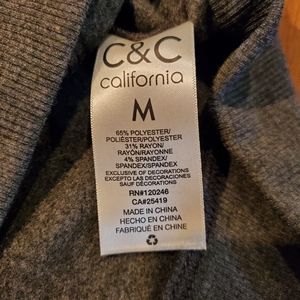 C&C
california
M
65% POLYESTER/
POLIÉSTER/POLYESTER
31% RAYON/
RAYÓN/RAYONNE
4% SPANDEX/
SPANDEX/SPANDEX
EXCLUSIVE OF DECORATIONS
EXCEPTO LAS DECORACIONES
SAUF DÉCORATIONS
RN#120246
CA#25419
MADE IN CHINA
HECHO EN CHINA
FABRIQUÉ EN CHINE